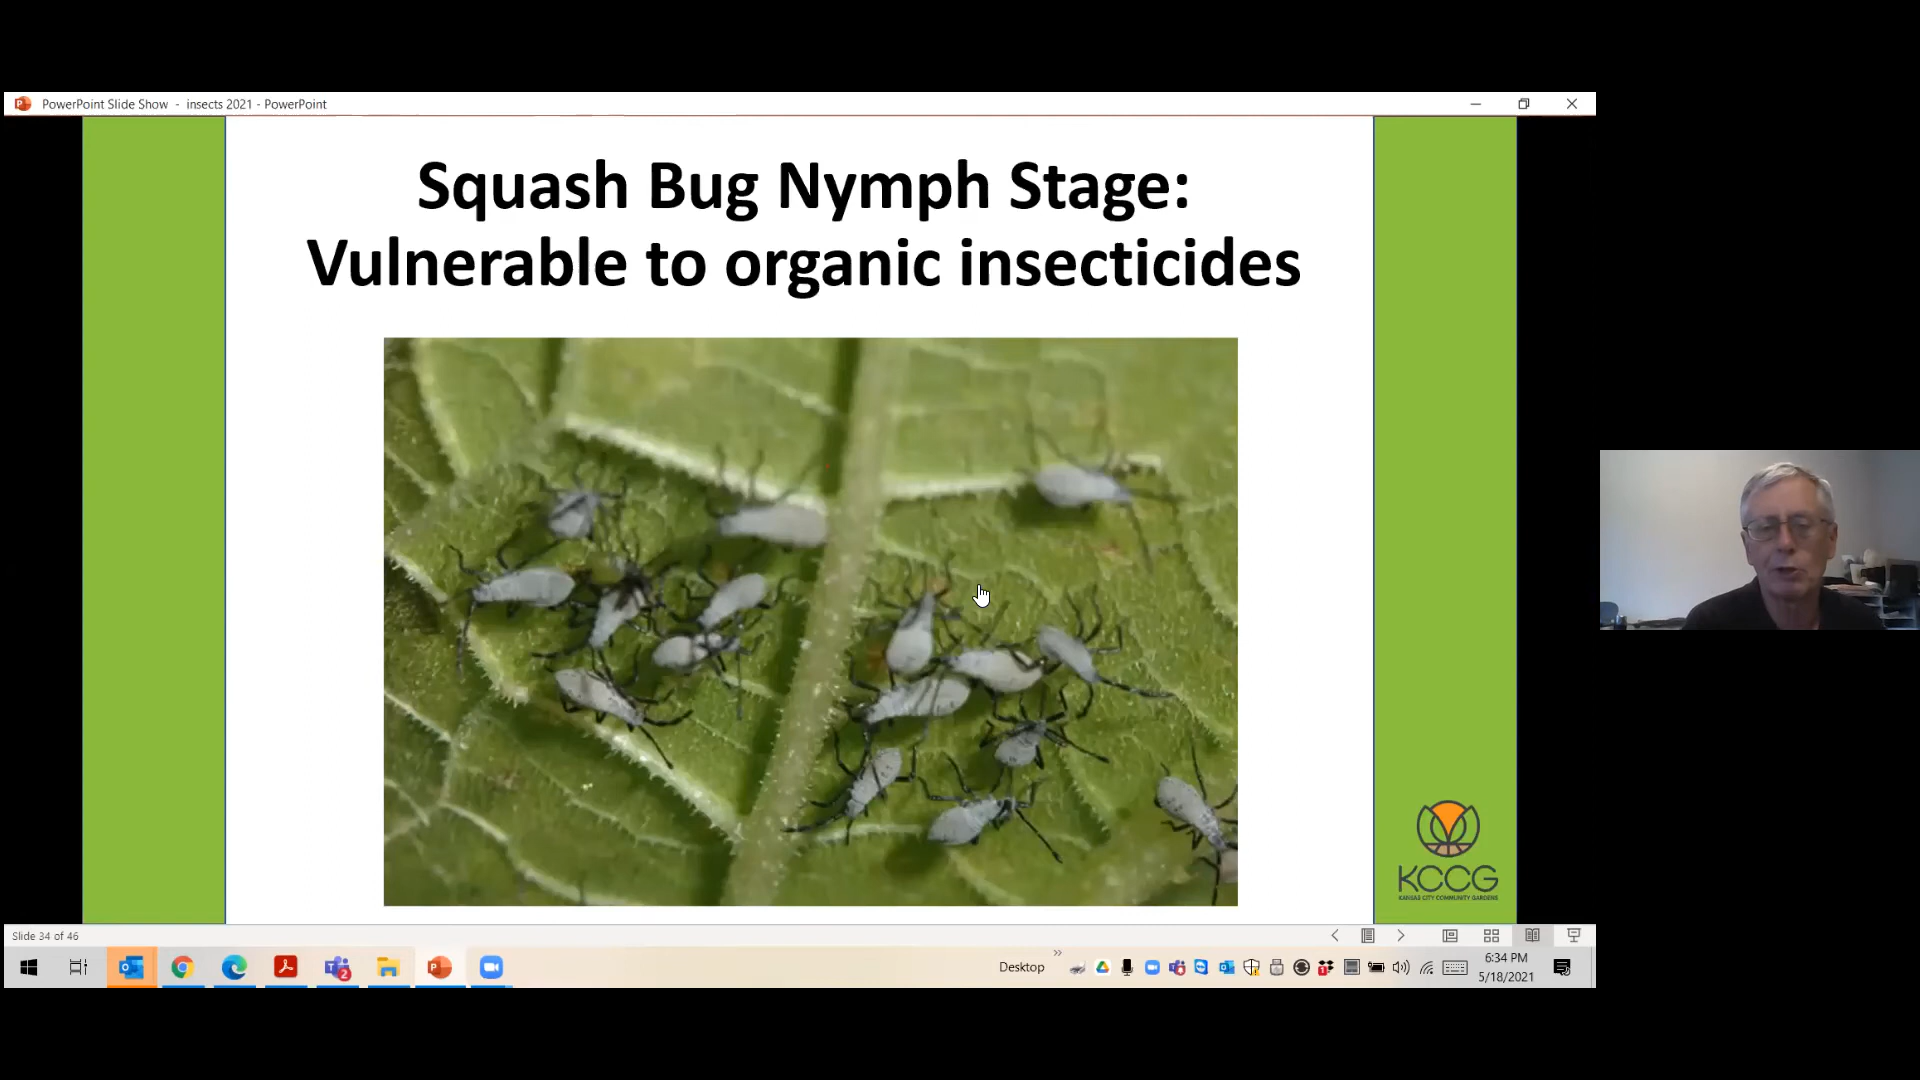 PowerPoint Slide Show - insects 2021 - PowerPoint
Squash Bug Nymph Stage:
Vulnerable to organic insecticides
KCCG
KANSAS CITY COMMUNITY GARDENS
Slide 34 of 46
2
Desktop
6:34 PM
5/18/2021